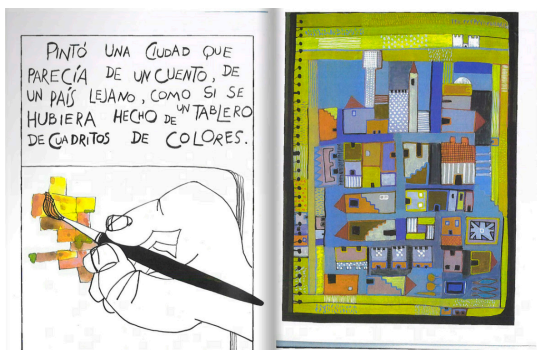 PINTÓ UNA CIUDAD QUE
PARECÍA DE UN CUENTO, DE
UN PAÍS LEJANO, COMO SI SE
HUBIERA HECHO DE UN TABLERO
DE CUADRITOS DE COLORES.